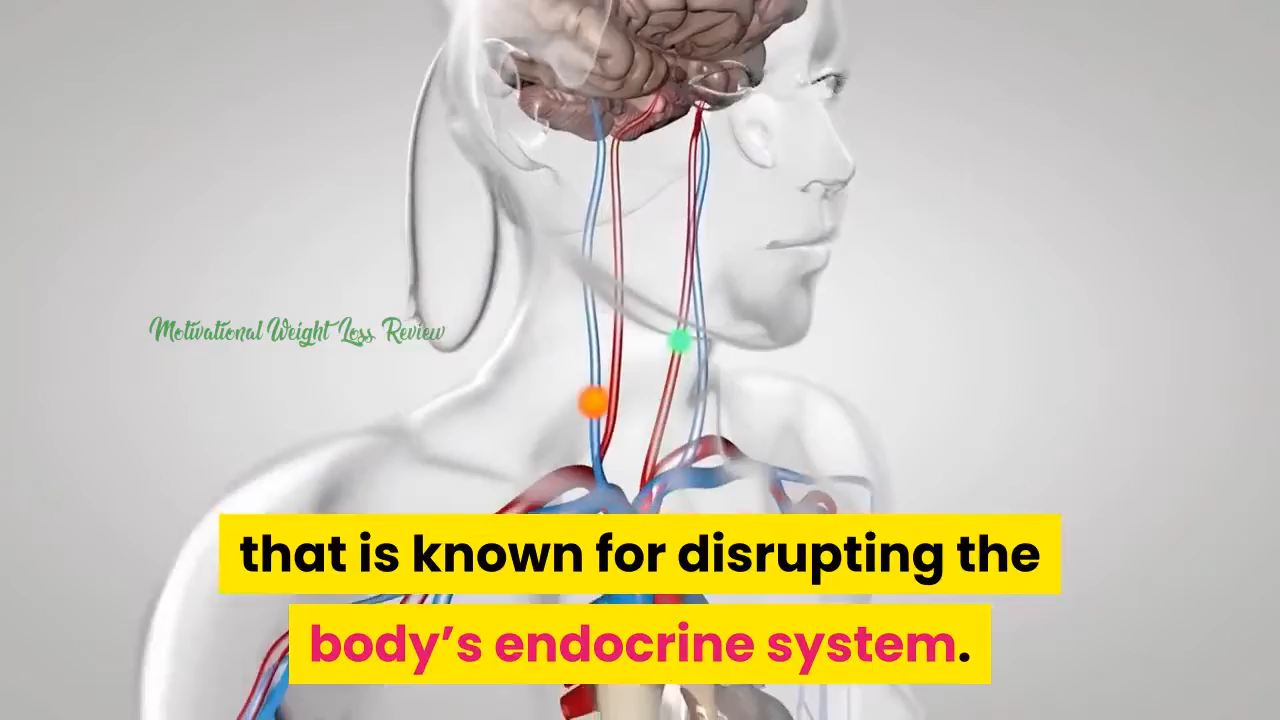 Motivational Weight Loss Review
that is known for disrupting the
body’s endocrine system.